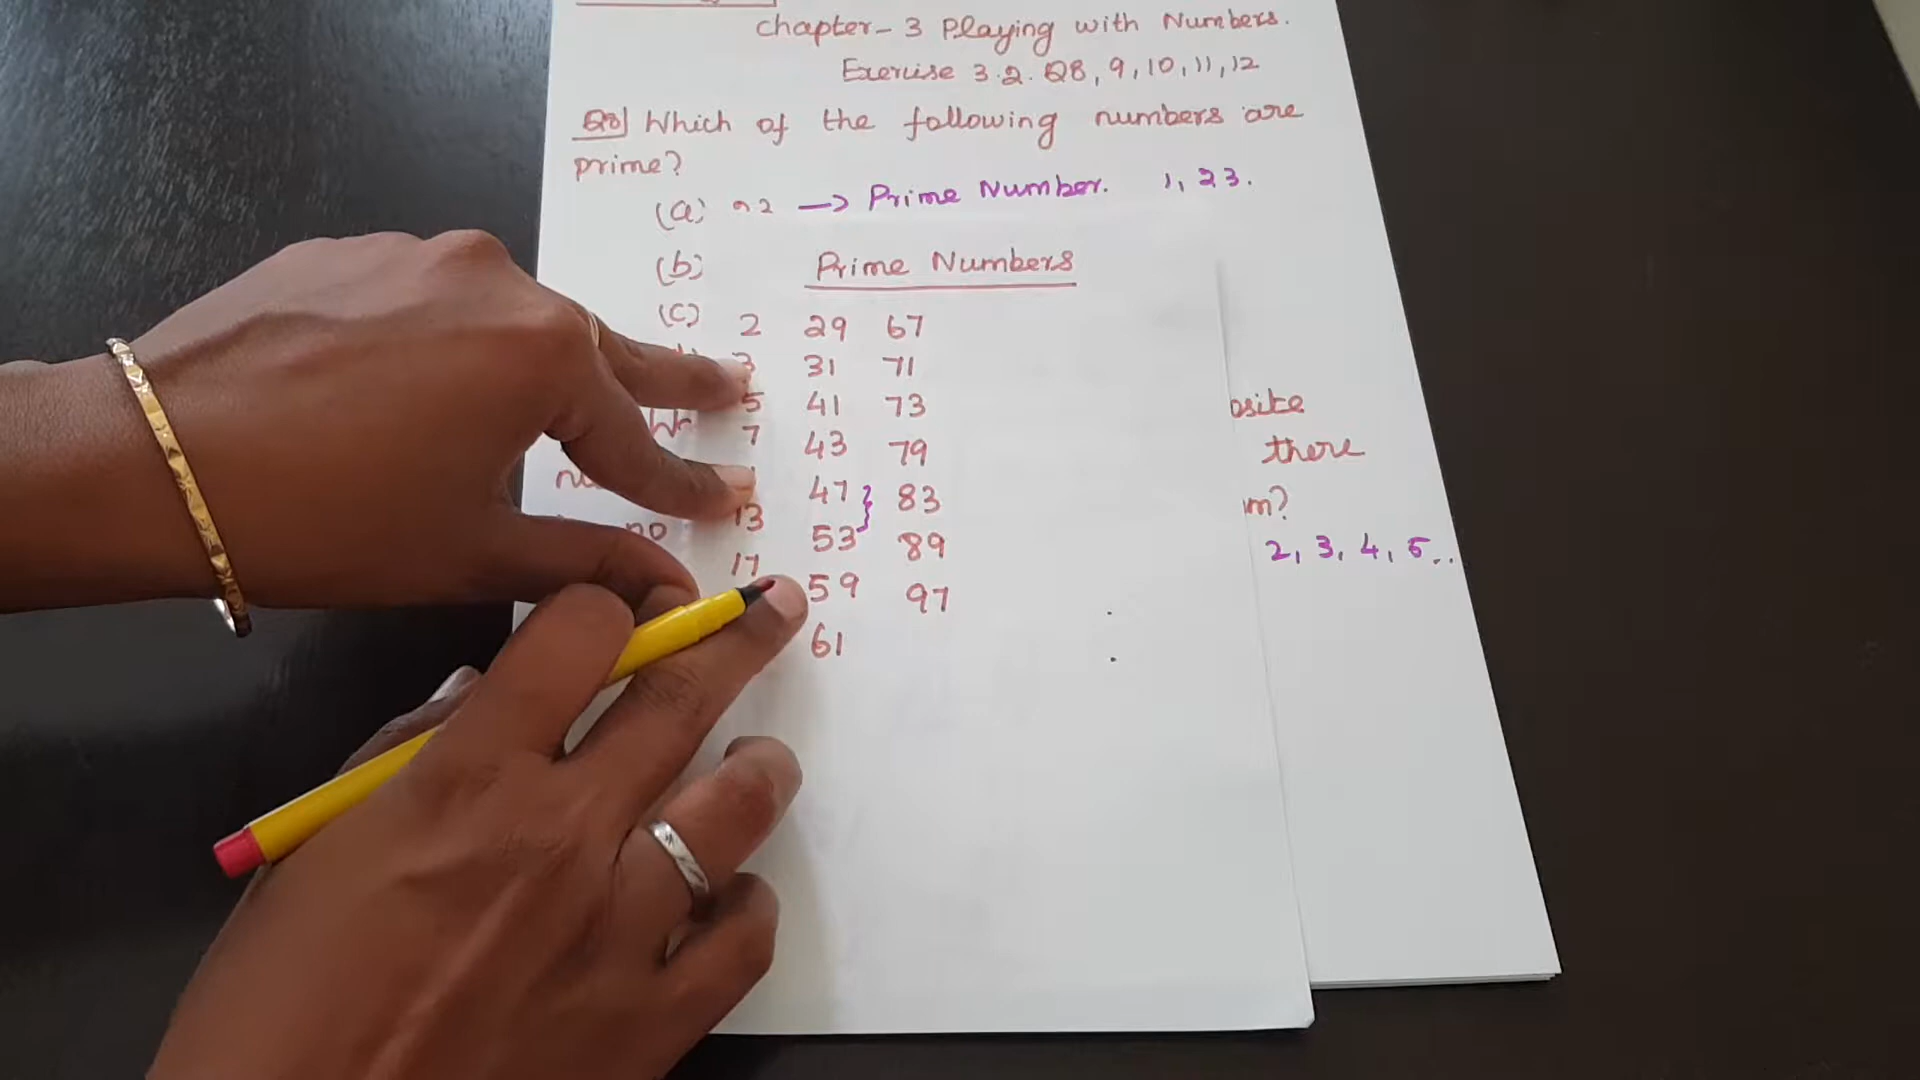 Chapter-3 Playing with Numbers.
Exercise 3.2. Q8, 9, 10, 11, 12
Q8) Which of the following numbers are
prime?
(a) → Prime Number. 1, 23.
(b)
(c)
Prime Numbers
2 29 67
3 31 71
5 41 73
7 43 79
47 } 83
13 53 89
17 59 97
61
osite
there
m?
no
2, 3, 4, 5..